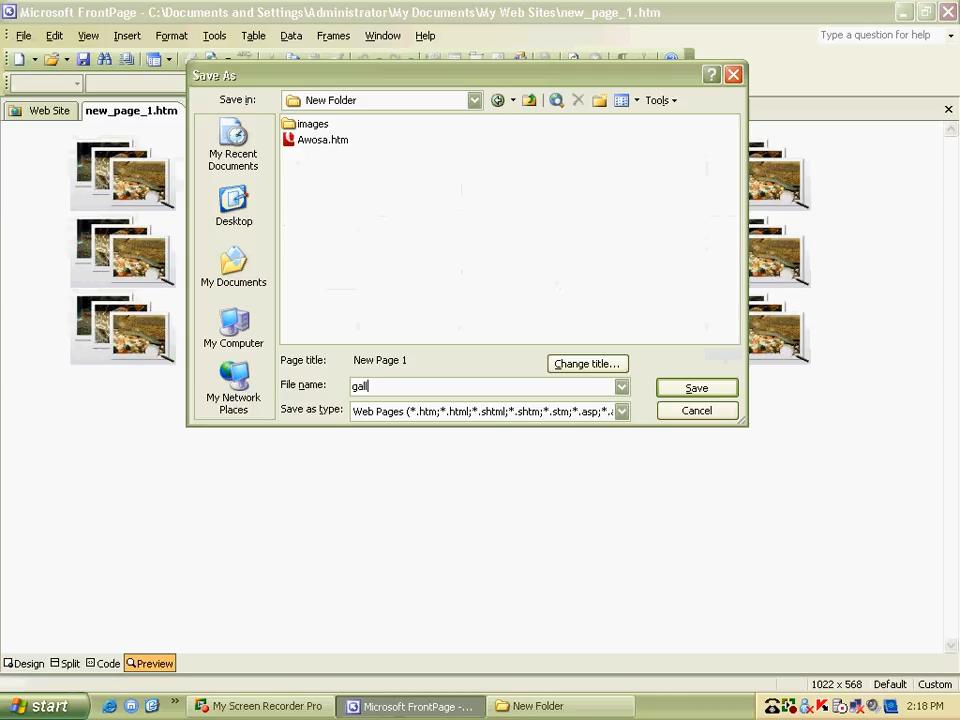 Microsoft FrontPage - C:\Documents and Settings\Administrator\My Documents\My Web Sites\new_page_1.htm
File Edit View Insert Format Tools Table Data Frames Window Help Type a question for help
Save As
Web Site new_page_1.htm
Save in: New Folder Tools
images
Awosa.htm
My Recent
Documents
Desktop
My Documents
My Computer
My Network
Places
Page title: New Page 1 Change title...
File name: gall Save
Save as type: Web Pages (*.htm;*.html;*.shtml;*.shtm;*.stm;*.asp;*. Cancel
Design Split Code Preview
1022 x 568 Default Custom
start My Screen Recorder Pro Microsoft FrontPage -... New Folder 2:18 PM